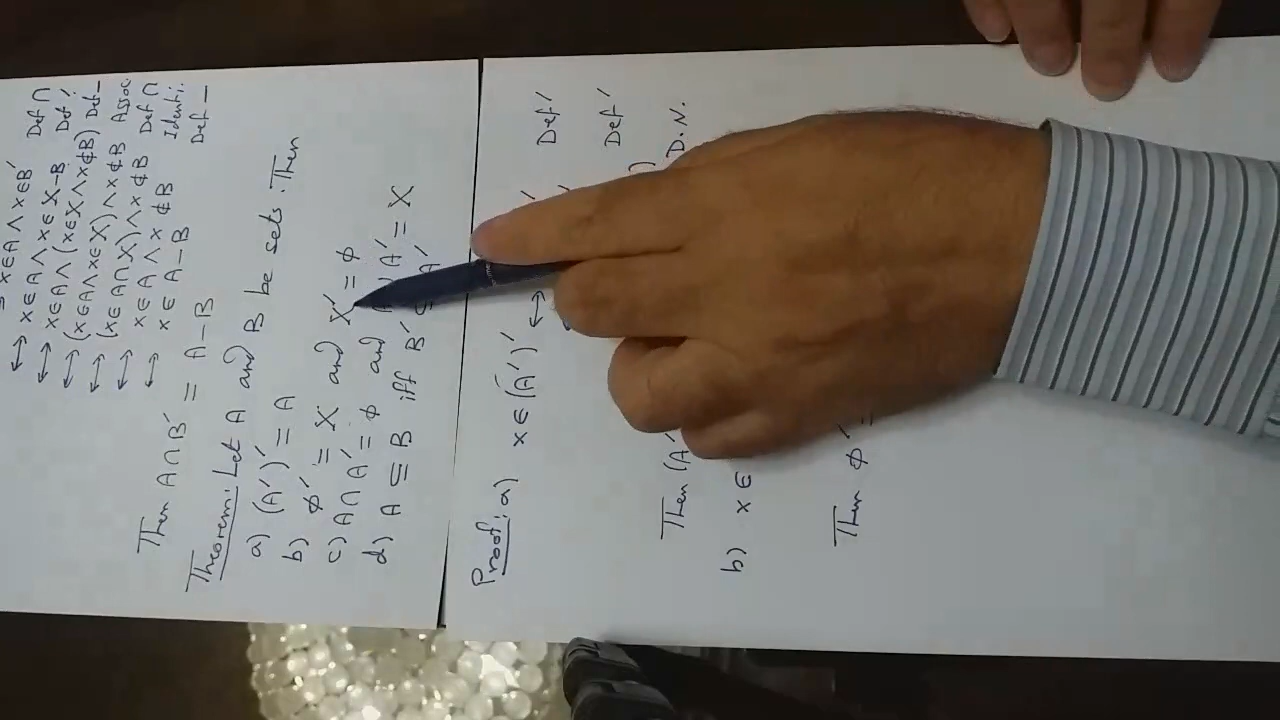 ≡ x∈A ∧ x∈B'
↔ x∈A ∧ x∈X−B Def ∩
↔ x∈A ∧ (x∈X ∧ x∉B) Def'
↔ (x∈A ∧ x∈X) ∧ x∉B Def −
↔ (x∈A∩X) ∧ x∉B Assoc
↔ x∈A ∧ x∉B Def ∩
↔ x∈A−B Identi.
Def −
Then A∩B' = A−B
Theorem: Let A and B be sets. Then
a) (A')' = A
b) ϕ' = X and X' = ϕ
c) A∩A' = ϕ and A' = X
d) A ⊆ B iff B' ⊆ A'
Proof: a) x∈(A')' ↔ Def'
Def'
) D.N.
Then (A'
b) x∈
Then ϕ' =